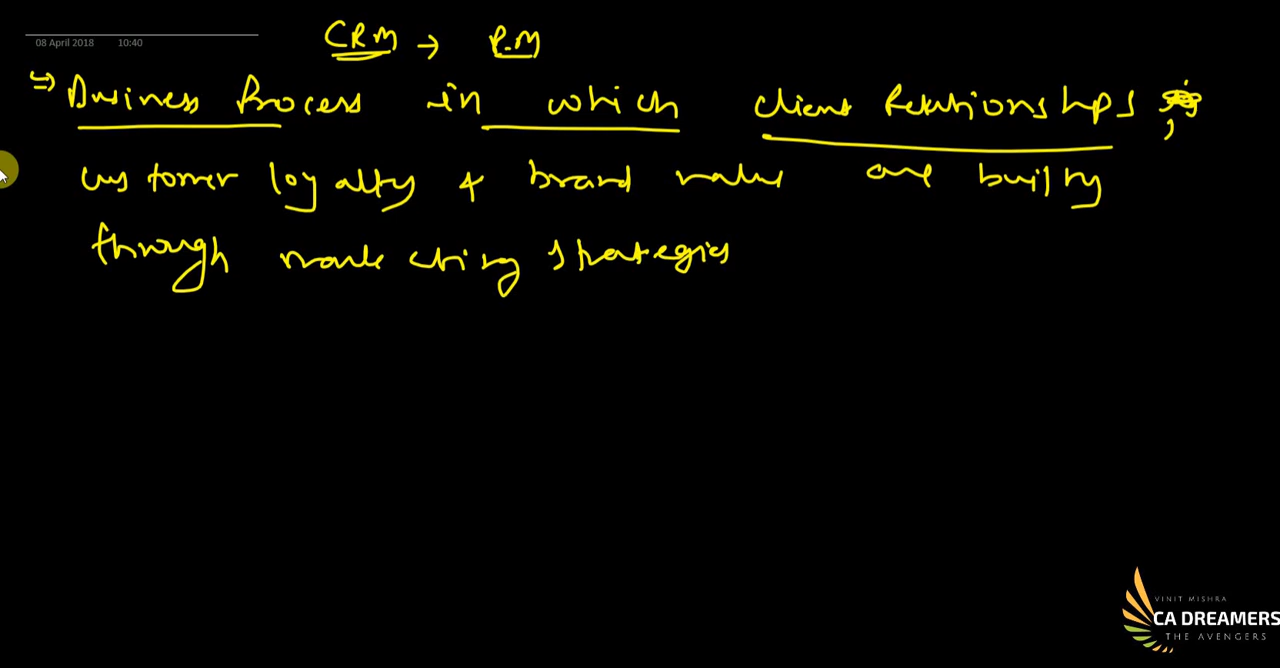 08 April 2018 10:40
CRM → R.M
Business Process in which client Relationships,
customer loyalty & brand value are built
through marketing strategies
VINIT MISHRA
CA DREAMERS
THE AVENGERS